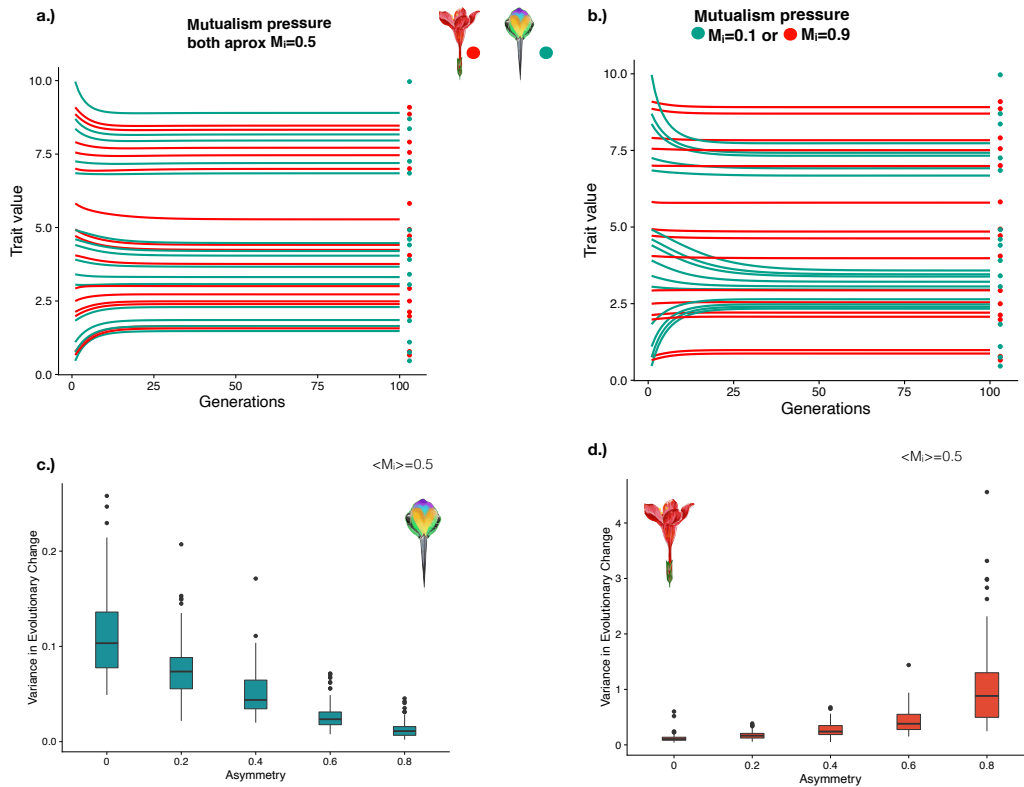 a.)
Mutualism pressure
both aprox Mi=0.5
10.0
7.5
5.0
2.5
0.0
Trait value
0 25 50 75 100
Generations
b.)
Mutualism pressure
Mi=0.1 or Mi=0.9
10.0
7.5
5.0
2.5
0.0
Trait value
0 25 50 75 100
Generations
c.)
<Mi>=0.5
0.2
0.1
0.0
Variance in Evolutionary Change
0 0.2 0.4 0.6 0.8
Asymmetry
d.)
<Mi>=0.5
4
3
2
1
0
Variance in Evolutionary Change
0 0.2 0.4 0.6 0.8
Asymmetry